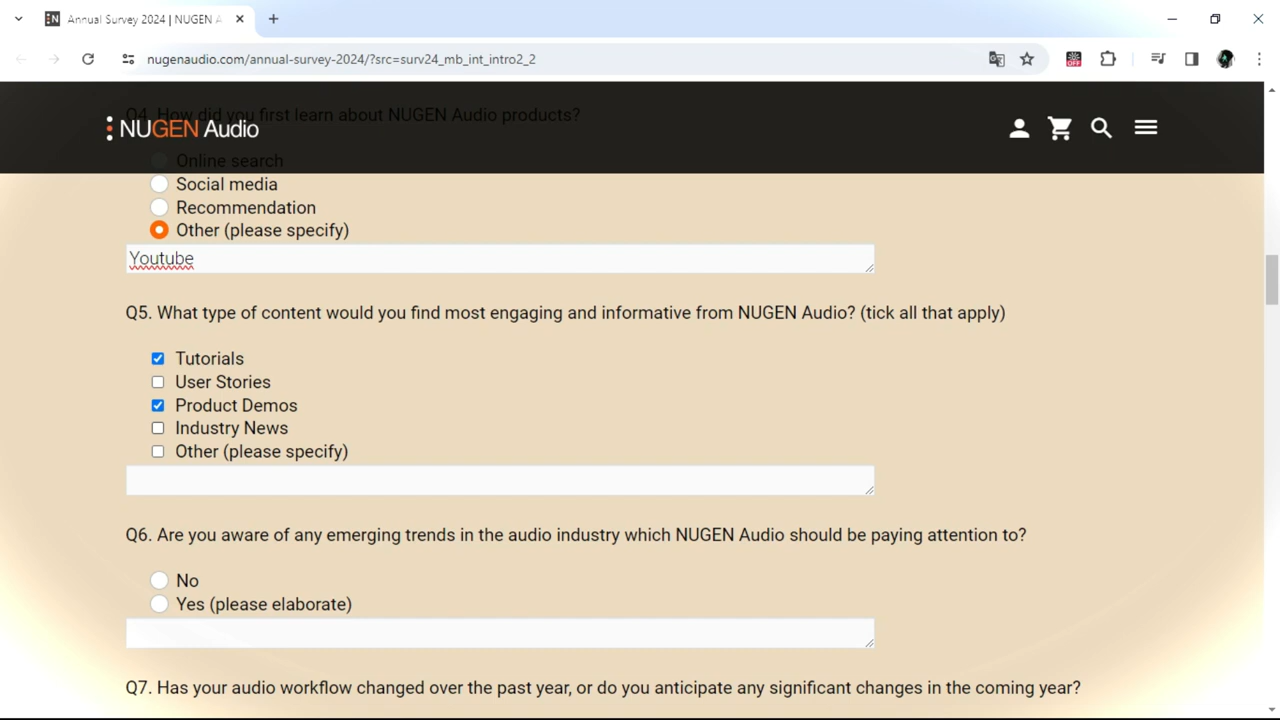 Annual Survey 2024 | NUGEN A
nugenaudio.com/annual-survey-2024/?src=surv24_mb_int_intro2_2
OFF
Q4. How did you first learn about NUGEN Audio products?
NUGEN Audio
Online search
Social media
Recommendation
Other (please specify)
Youtube
Q5. What type of content would you find most engaging and informative from NUGEN Audio? (tick all that apply)
Tutorials
User Stories
Product Demos
Industry News
Other (please specify)
Q6. Are you aware of any emerging trends in the audio industry which NUGEN Audio should be paying attention to?
No
Yes (please elaborate)
Q7. Has your audio workflow changed over the past year, or do you anticipate any significant changes in the coming year?